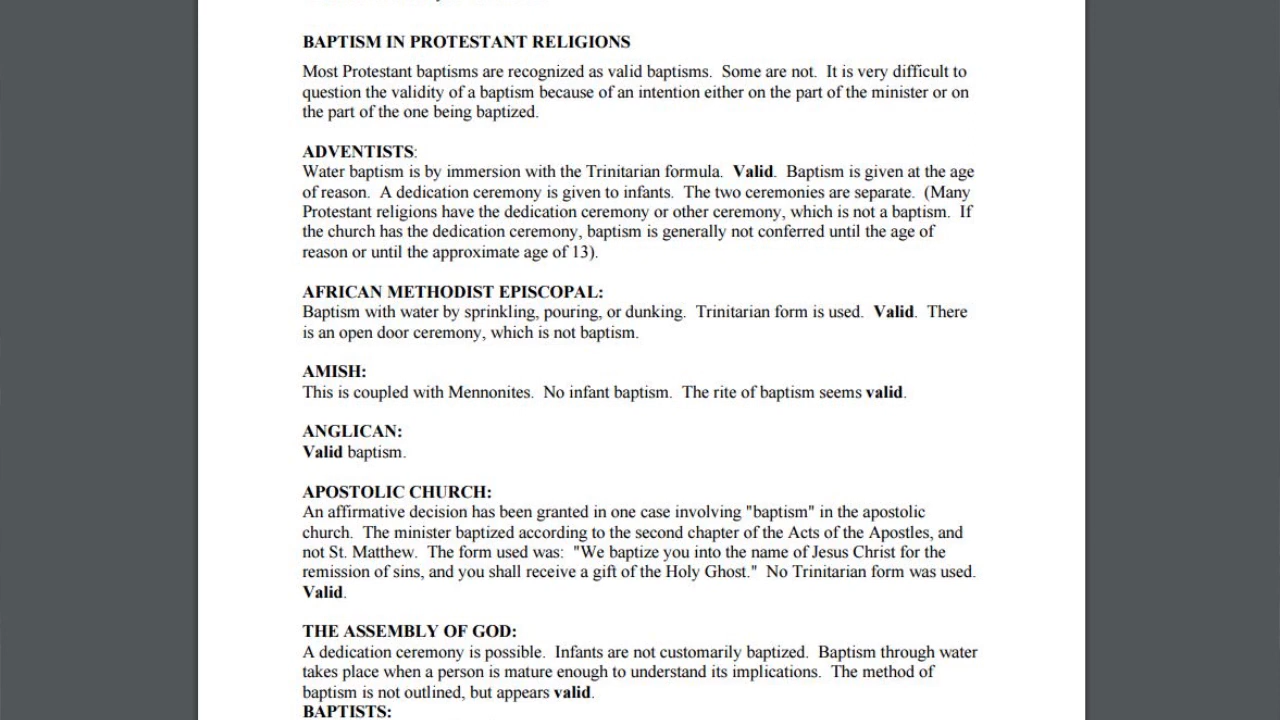 BAPTISM IN PROTESTANT RELIGIONS
Most Protestant baptisms are recognized as valid baptisms.  Some are not.  It is very difficult to
question the validity of a baptism because of an intention either on the part of the minister or on
the part of the one being baptized.
ADVENTISTS:
Water baptism is by immersion with the Trinitarian formula.  Valid.  Baptism is given at the age
of reason.  A dedication ceremony is given to infants.  The two ceremonies are separate.  (Many
Protestant religions have the dedication ceremony or other ceremony, which is not a baptism.  If
the church has the dedication ceremony, baptism is generally not conferred until the age of
reason or until the approximate age of 13).
AFRICAN METHODIST EPISCOPAL:
Baptism with water by sprinkling, pouring, or dunking.  Trinitarian form is used.  Valid.  There
is an open door ceremony, which is not baptism.
AMISH:
This is coupled with Mennonites.  No infant baptism.  The rite of baptism seems valid.
ANGLICAN:
Valid baptism.
APOSTOLIC CHURCH:
An affirmative decision has been granted in one case involving "baptism" in the apostolic
church.  The minister baptized according to the second chapter of the Acts of the Apostles, and
not St. Matthew.  The form used was:  "We baptize you into the name of Jesus Christ for the
remission of sins, and you shall receive a gift of the Holy Ghost."  No Trinitarian form was used.
Valid.
THE ASSEMBLY OF GOD:
A dedication ceremony is possible.  Infants are not customarily baptized.  Baptism through water
takes place when a person is mature enough to understand its implications.  The method of
baptism is not outlined, but appears valid.
BAPTISTS: